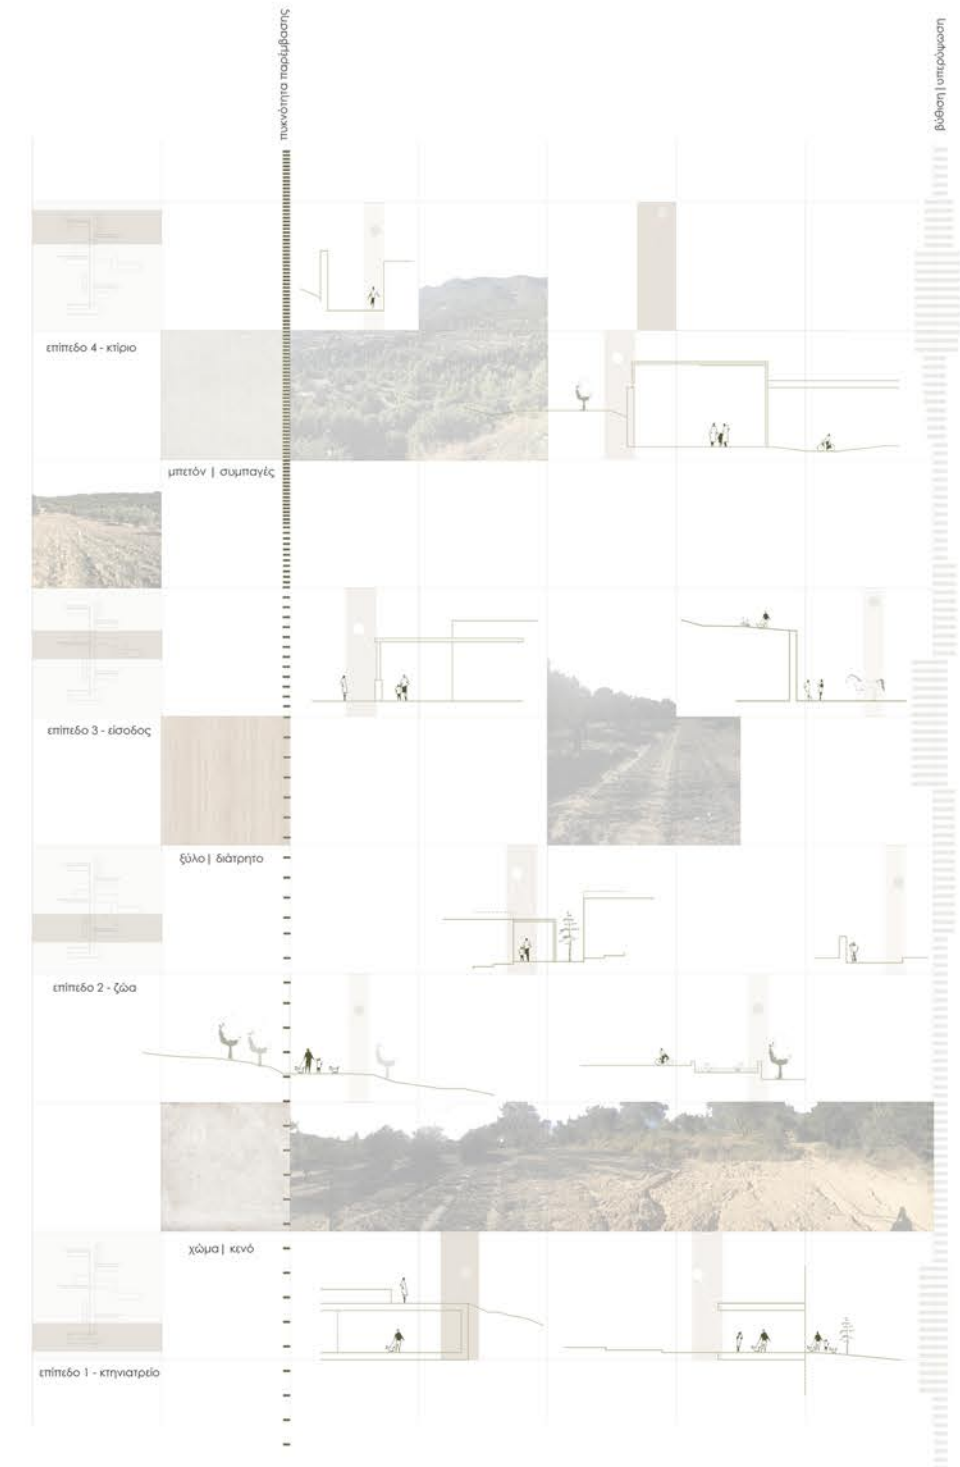 πυκνότητα παρέμβασης
βύθιση | υπερύψωση
επίπεδο 4 - κτίριο
μπετόν | συμπαγές
επίπεδο 3 - είσοδος
ξύλο | διάτρητο
επίπεδο 2 - ζώα
χώμα | κενό
επίπεδο 1 - κτηνιατρείο